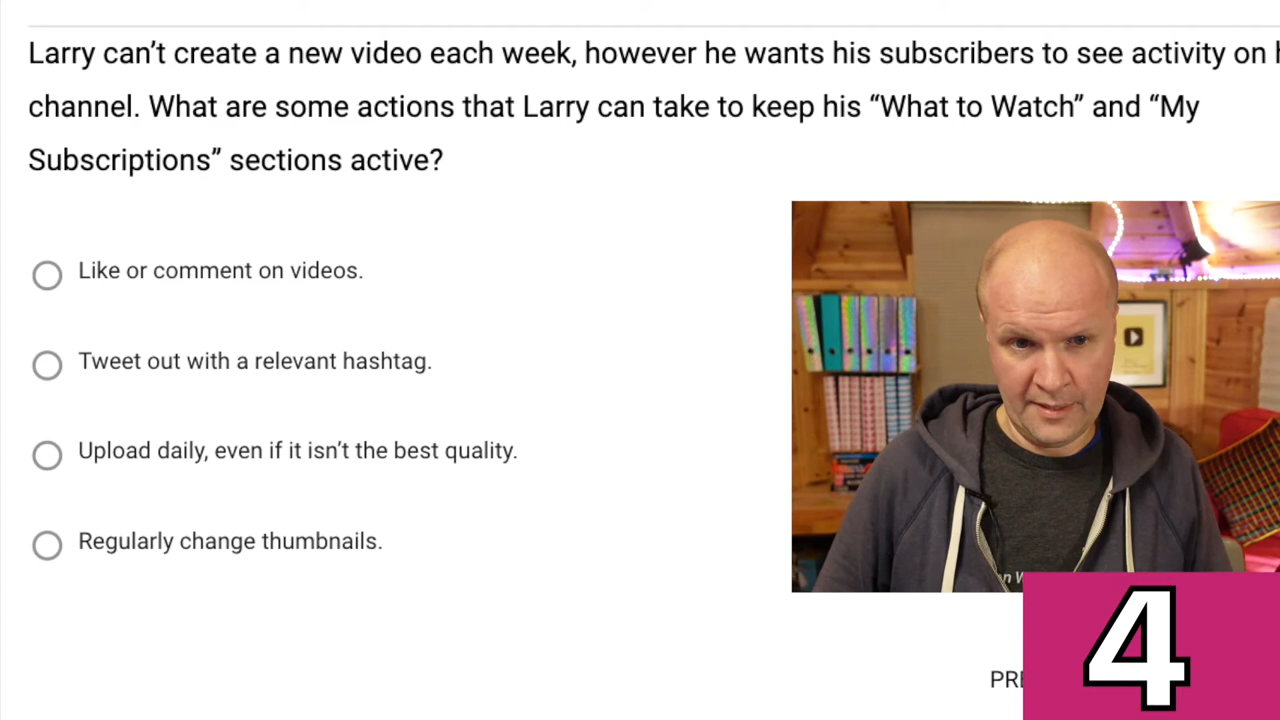 Larry can’t create a new video each week, however he wants his subscribers to see activity on
channel. What are some actions that Larry can take to keep his “What to Watch” and “My
Subscriptions” sections active?
Like or comment on videos.
Tweet out with a relevant hashtag.
Upload daily, even if it isn’t the best quality.
Regularly change thumbnails.
4